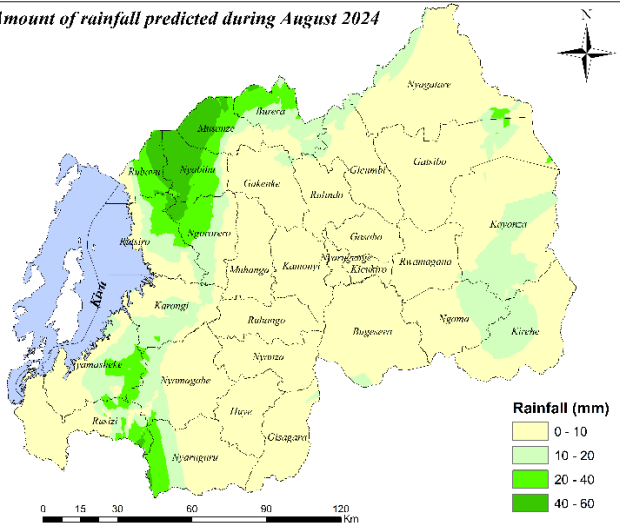 Amount of rainfall predicted during August 2024
N
Nyagatare
Burera
Musanze
Gatsibo
Rubavu
Nyabihu
Gakenke
Gicumbi
Rulindo
Kayonza
Rutsiro
Ngororero
Gasabo
Nyarugenge
Kicukiro
Rwamagana
Muhanga
Kamonyi
Kivu
Karongi
Ruhango
Bugesera
Ngoma
Kirehe
Nyamasheke
Nyanza
Nyamagabe
Rusizi
Huye
Gisagara
Nyaruguru
Rainfall (mm)
0 - 10
10 - 20
20 - 40
40 - 60
0 15 30 60 90 120
Km